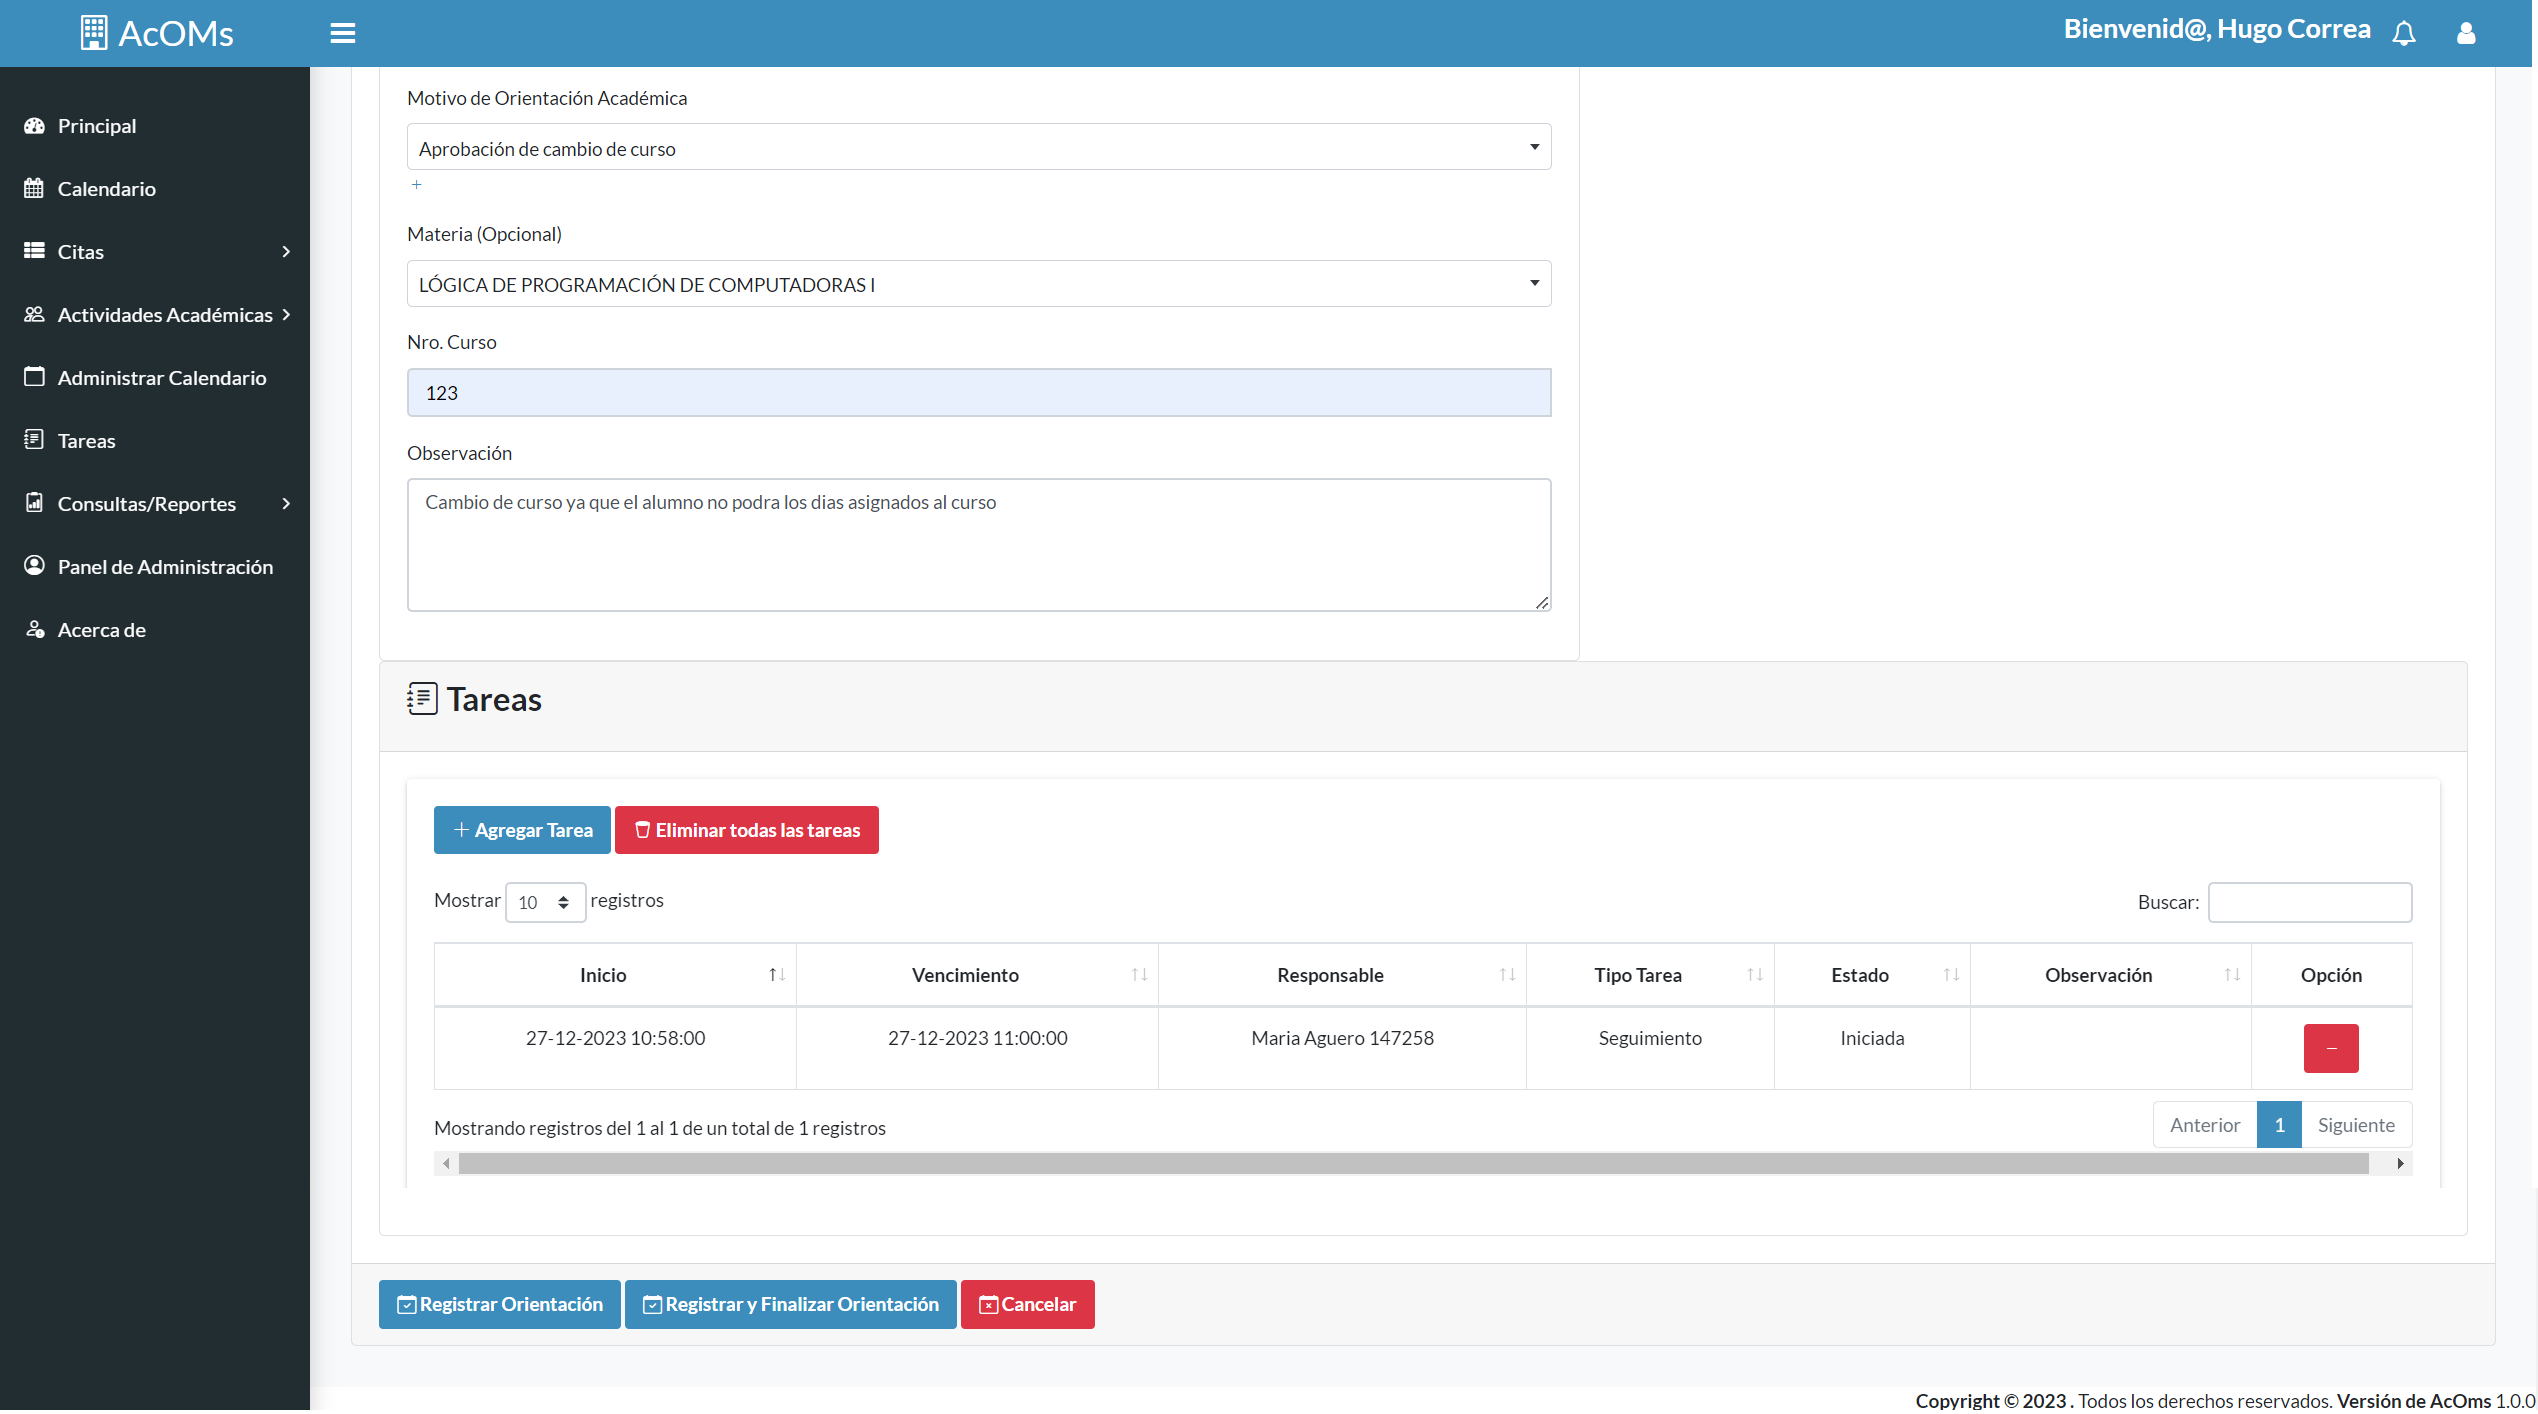 AcOMs
Bienvenid@, Hugo Correa
Principal
Calendario
Citas
Actividades Académicas
Administrar Calendario
Tareas
Consultas/Reportes
Panel de Administración
Acerca de
Motivo de Orientación Académica
Aprobación de cambio de curso
+
Materia (Opcional)
LÓGICA DE PROGRAMACIÓN DE COMPUTADORAS I
Nro. Curso
123
Observación
Cambio de curso ya que el alumno no podra los dias asignados al curso
Tareas
+ Agregar Tarea Eliminar todas las tareas
Mostrar 10 registros Buscar:
Inicio Vencimiento Responsable Tipo Tarea Estado Observación Opción
27-12-2023 10:58:00 27-12-2023 11:00:00 Maria Aguero 147258 Seguimiento Iniciada −
Mostrando registros del 1 al 1 de un total de 1 registros Anterior 1 Siguiente
Registrar Orientación Registrar y Finalizar Orientación Cancelar
Copyright © 2023 . Todos los derechos reservados. Versión de AcOms 1.0.0